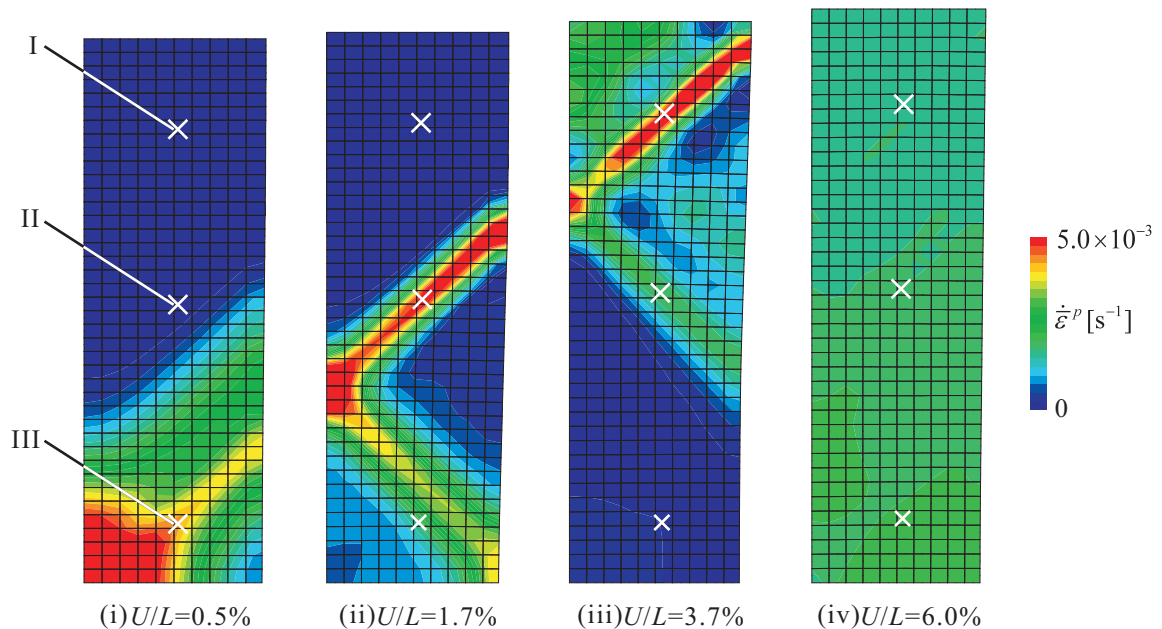 I
II
III
5.0×10⁻³
ε̄̇ᵖ [s⁻¹]
0
(i)U/L=0.5%
(ii)U/L=1.7%
(iii)U/L=3.7%
(iv)U/L=6.0%